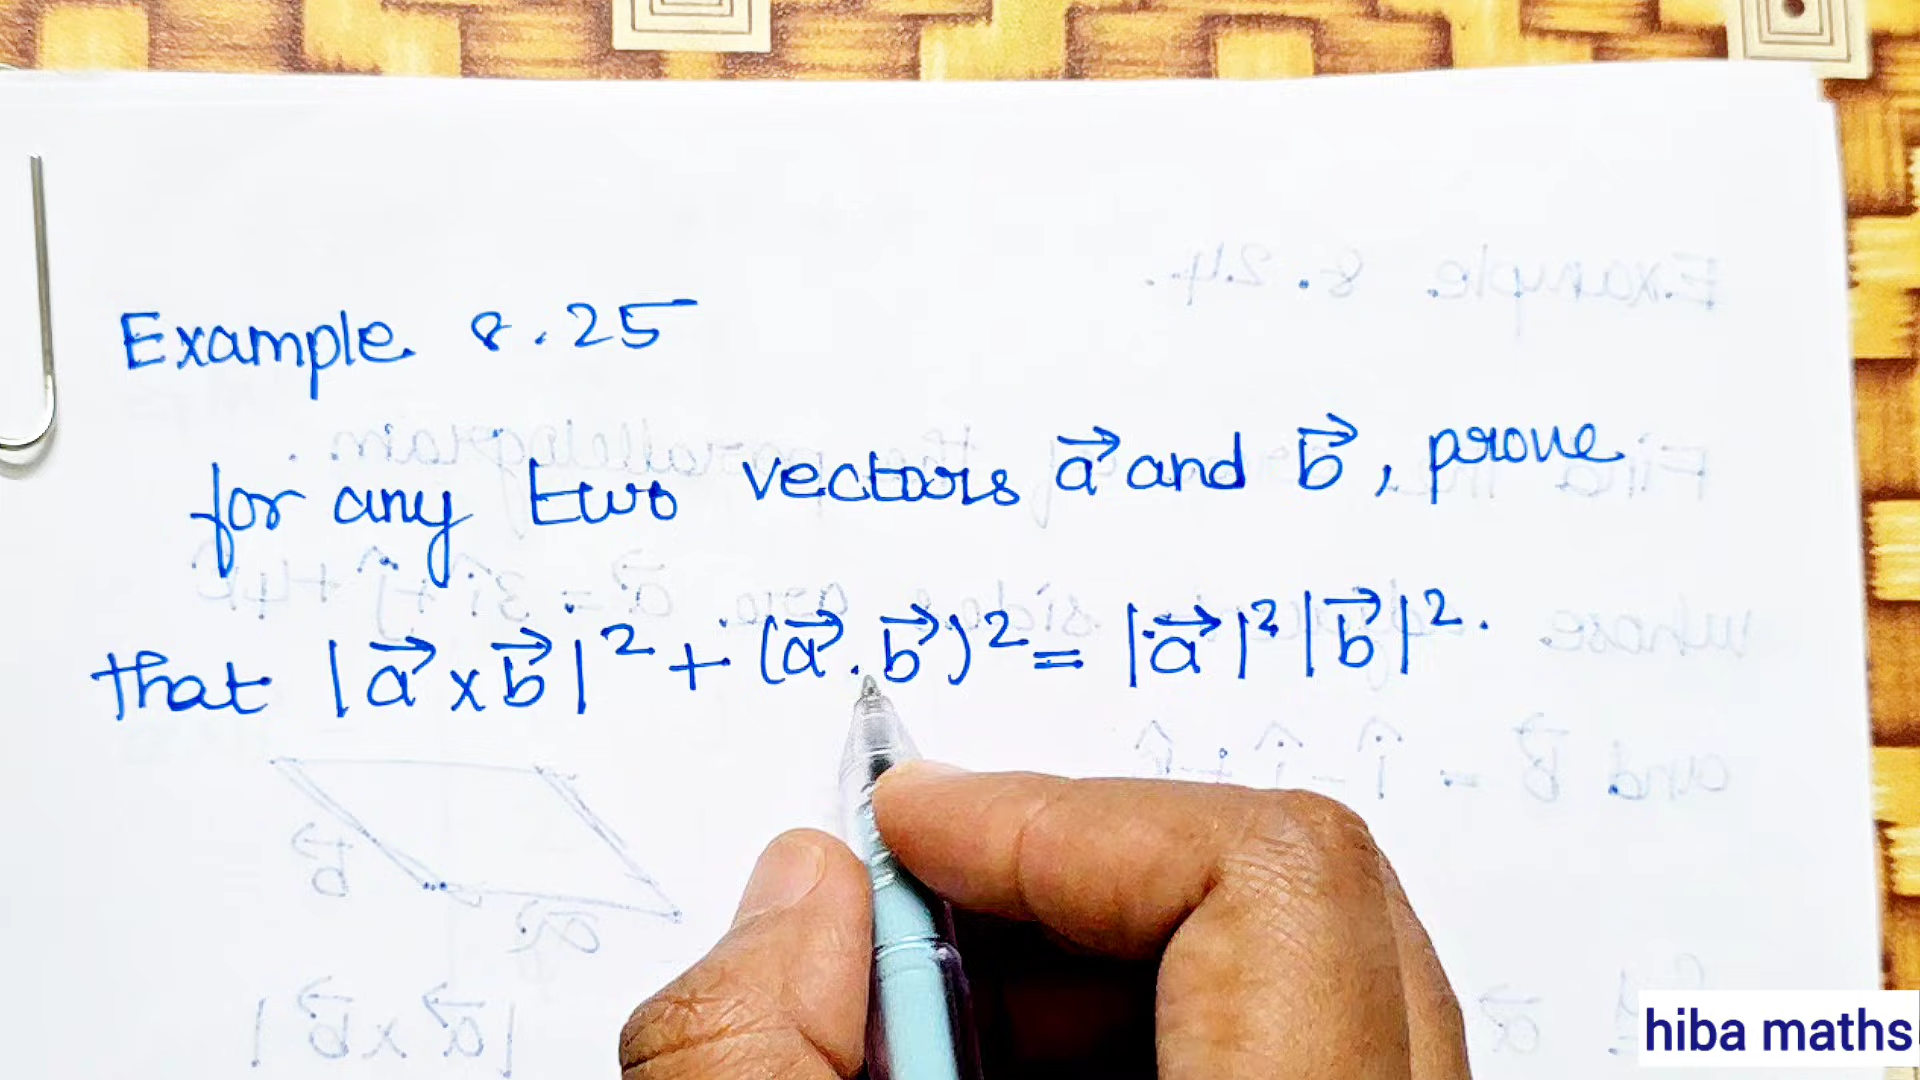 Example 8.25
for any two vectors a⃗ and b⃗, prove
that |a⃗ × b⃗|² + (a⃗ . b⃗)² = |a⃗|² |b⃗|².
hiba maths